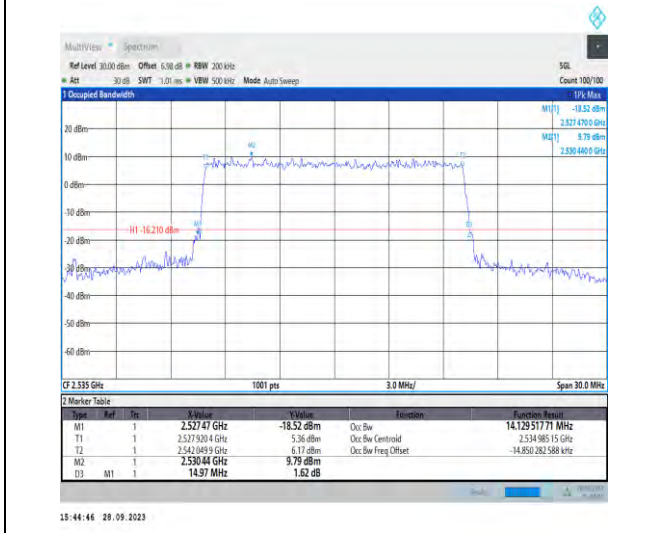 MultiView Spectrum
Ref Level 30.00 dBm Offset 6.98 dB RBW 200 kHz SGL
Att 30 dB SWT 1.01 ms VBW 500 kHz Mode Auto Sweep Count 100/100
1 Occupied Bandwidth 1Pk Max
M1[1] -18.52 dBm
2.527 470 0 GHz
M2[1] 9.79 dBm
2.530 440 0 GHz
20 dBm
M2
10 dBm
T1 T2
0 dBm
-10 dBm
M1 D3
H1 -16.210 dBm
-20 dBm
-30 dBm
-40 dBm
-50 dBm
-60 dBm
CF 2.535 GHz 1001 pts 3.0 MHz/ Span 30.0 MHz
2 Marker Table
Type Ref Trc X-Value Y-Value Function Function Result
M1 1 2.52747 GHz -18.52 dBm Occ Bw 14.129 517 71 MHz
T1 1 2.527 920 4 GHz 5.36 dBm Occ Bw Centroid 2.534 985 15 GHz
T2 1 2.542 049 9 GHz 6.17 dBm Occ Bw Freq Offset -14.850 282 588 kHz
M2 1 2.53044 GHz 9.79 dBm
D3 M1 1 14.97 MHz 1.62 dB
15:44:46 28.09.2023